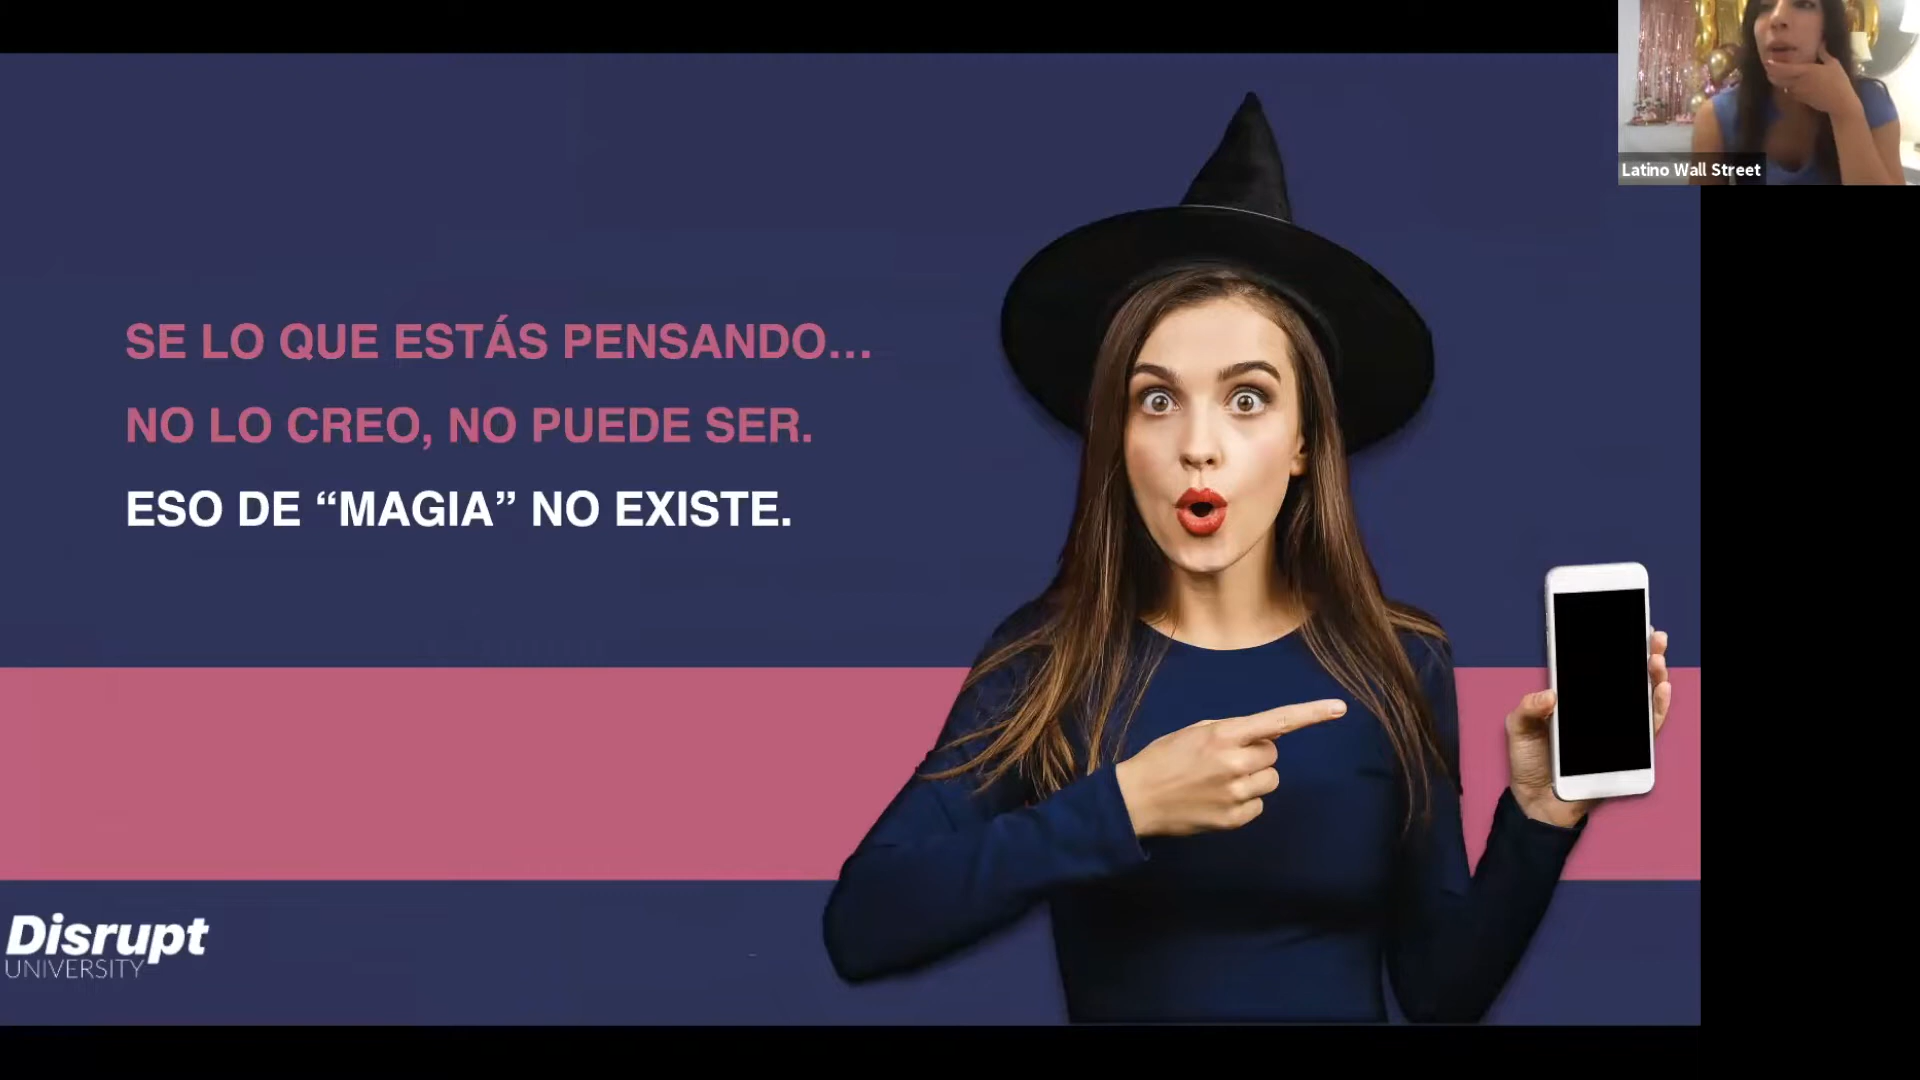 Latino Wall Street
SE LO QUE ESTÁS PENSANDO...
NO LO CREO, NO PUEDE SER.
ESO DE “MAGIA” NO EXISTE.
Disrupt
UNIVERSITY